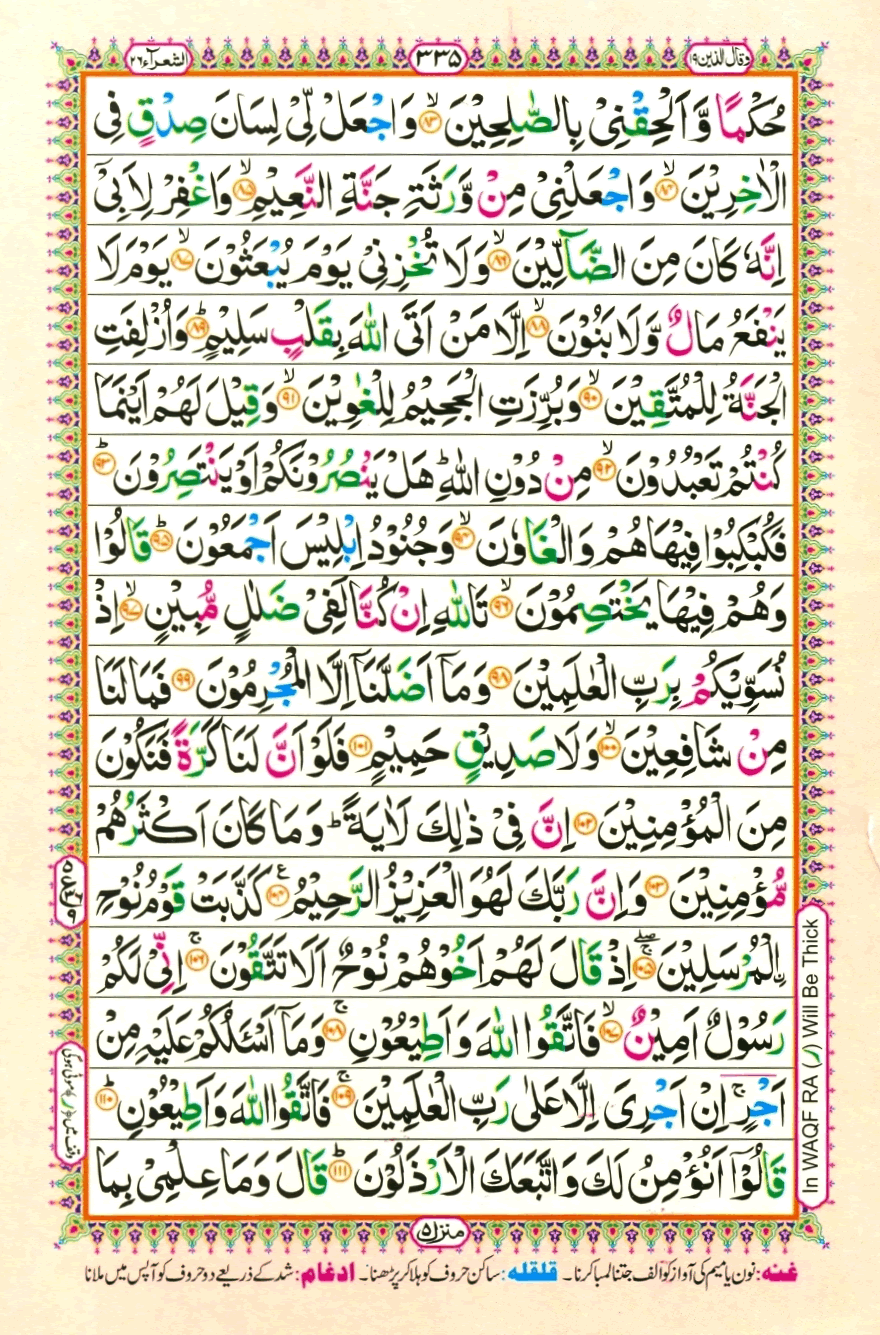 الشعرآء ٢٦
٣٣٥
وقال الذين ١٩
حُكْمًا وَّاَلْحِقْنِىْ بِالصّٰلِحِيْنَ ۙ‏﴿۸۳﴾ وَاجْعَلْ لِّىْ لِسَانَ صِدْقٍ فِى
الْاٰخِرِيْنَ ۙ‏﴿۸۴﴾ وَاجْعَلْنِىْ مِنْ وَّرَثَةِ جَنَّةِ النَّعِيْمِ ۙ‏﴿۸۵﴾ وَاغْفِرْ لِاَبِىْۤ
اِنَّهٗ كَانَ مِنَ الضَّآلِّيْنَ ۙ‏﴿۸۶﴾ وَلَا تُخْزِنِىْ يَوْمَ يُبْعَثُوْنَ ۙ‏﴿۸۷﴾ يَوْمَ لَا
يَنْفَعُ مَالٌ وَّلَا بَنُوْنَ ۙ‏﴿۸۸﴾ اِلَّا مَنْ اَتَى اللّٰهَ بِقَلْبٍ سَلِيْمٍ ؕ‏﴿۸۹﴾ وَاُزْلِفَتِ
الْجَنَّةُ لِلْمُتَّقِيْنَ ۙ‏﴿۹۰﴾ وَبُرِّزَتِ الْجَحِيْمُ لِلْغٰوِيْنَ ۙ‏﴿۹۱﴾ وَقِيْلَ لَهُمْ اَيْنَمَا
كُنْتُمْ تَعْبُدُوْنَ ۙ‏﴿۹۲﴾ مِنْ دُوْنِ اللّٰهِ ؕ هَلْ يَنْصُرُوْنَكُمْ اَوْ يَنْتَصِرُوْنَ ؕ‏﴿۹۳﴾
فَكُبْكِبُوْا فِيْهَا هُمْ وَالْغَاوٗنَ ۙ‏﴿۹۴﴾ وَجُنُوْدُ اِبْلِيْسَ اَجْمَعُوْنَ ؕ‏﴿۹۵﴾ قَالُوْا
وَهُمْ فِيْهَا يَخْتَصِمُوْنَ ۙ‏﴿۹۶﴾ تَاللّٰهِ اِنْ كُنَّا لَفِىْ ضَلٰلٍ مُّبِيْنٍ ۙ‏﴿۹۷﴾ اِذْ
نُسَوِّيْكُمْ بِرَبِّ الْعٰلَمِيْنَ ‏﴿۹۸﴾ وَمَاۤ اَضَلَّنَاۤ اِلَّا الْمُجْرِمُوْنَ ‏﴿۹۹﴾ فَمَا لَنَا
مِنْ شَافِعِيْنَ ۙ‏﴿۱۰۰﴾ وَلَا صَدِيْقٍ حَمِيْمٍ ‏﴿۱۰۱﴾ فَلَوْ اَنَّ لَنَا كَرَّةً فَنَكُوْنَ
مِنَ الْمُؤْمِنِيْنَ ‏﴿۱۰۲﴾ اِنَّ فِىْ ذٰلِكَ لَاٰيَةً ؕ وَمَا كَانَ اَكْثَرُهُمْ
مُّؤْمِنِيْنَ ‏﴿۱۰۳﴾ وَاِنَّ رَبَّكَ لَهُوَ الْعَزِيْزُ الرَّحِيْمُ ۠‏﴿۱۰۴﴾ كَذَّبَتْ قَوْمُ نُوْحِ
ۨالْمُرْسَلِيْنَ ۖ ۚ‏﴿۱۰۵﴾ اِذْ قَالَ لَهُمْ اَخُوْهُمْ نُوْحٌ اَلَا تَتَّقُوْنَ ۚ‏﴿۱۰۶﴾ اِنِّىْ لَكُمْ
رَسُوْلٌ اَمِيْنٌ ۙ‏﴿۱۰۷﴾ فَاتَّقُوا اللّٰهَ وَاَطِيْعُوْنِ ۚ‏﴿۱۰۸﴾ وَمَاۤ اَسْــَٔلُكُمْ عَلَيْهِ مِنْ
اَجْرٍ ۚ اِنْ اَجْرِىَ اِلَّا عَلٰى رَبِّ الْعٰلَمِيْنَ ۚ‏﴿۱۰۹﴾ فَاتَّقُوا اللّٰهَ وَاَطِيْعُوْنِ ؕ‏﴿۱۱۰﴾
قَالُوْۤا اَنُؤْمِنُ لَكَ وَاتَّبَعَكَ الْاَرْذَلُوْنَ ؕ‏﴿۱۱۱﴾ قَالَ وَمَا عِلْمِىْ بِمَا
In WAQF RA (ر) Will Be Thick
منزل ٥
غنه: نون یا میم کی آواز کو الف جتنا لمبا کرنا۔ قلقله: ساکن حروف کو ہلا کر پڑھنا۔ ادغام: شد کے ذریعے دو حروف کو آپس میں ملانا